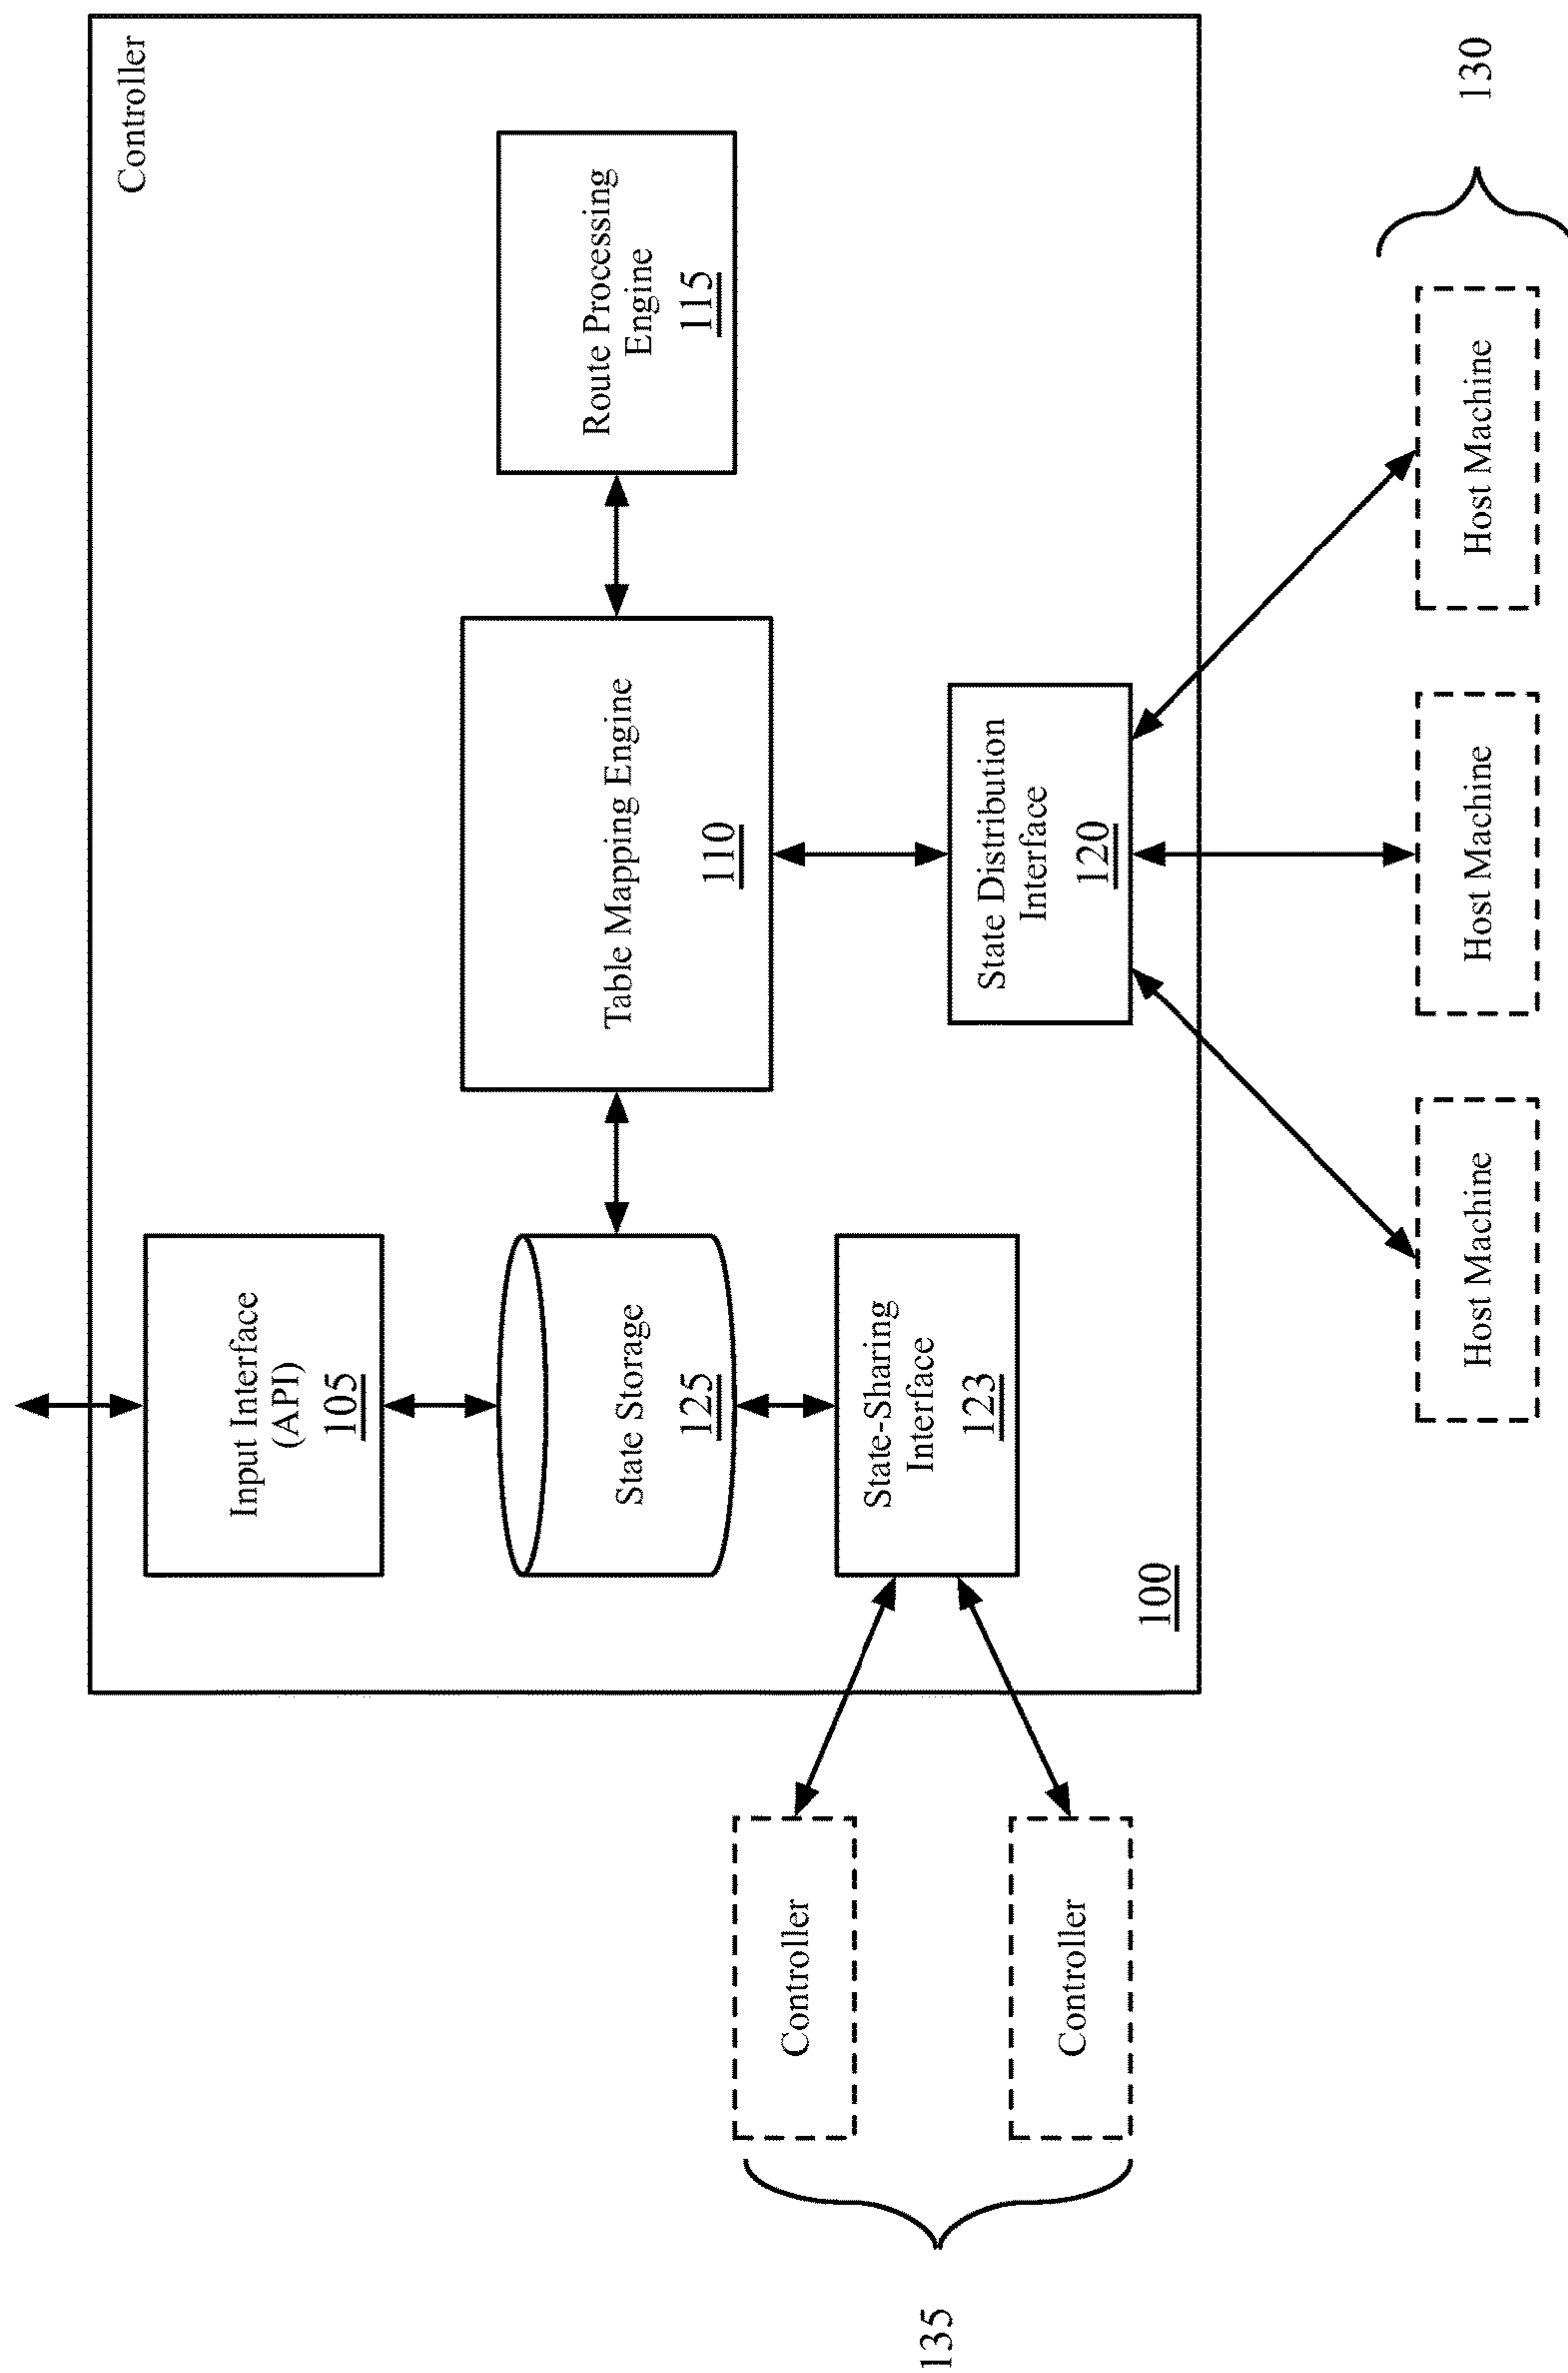 Controller
Input Interface
(API)
105
State Storage
125
Table Mapping Engine
110
Route Processing
Engine
115
State-Sharing
Interface
123
State Distribution
Interface
120
100
Controller
Controller
135
Host Machine
Host Machine
Host Machine
130